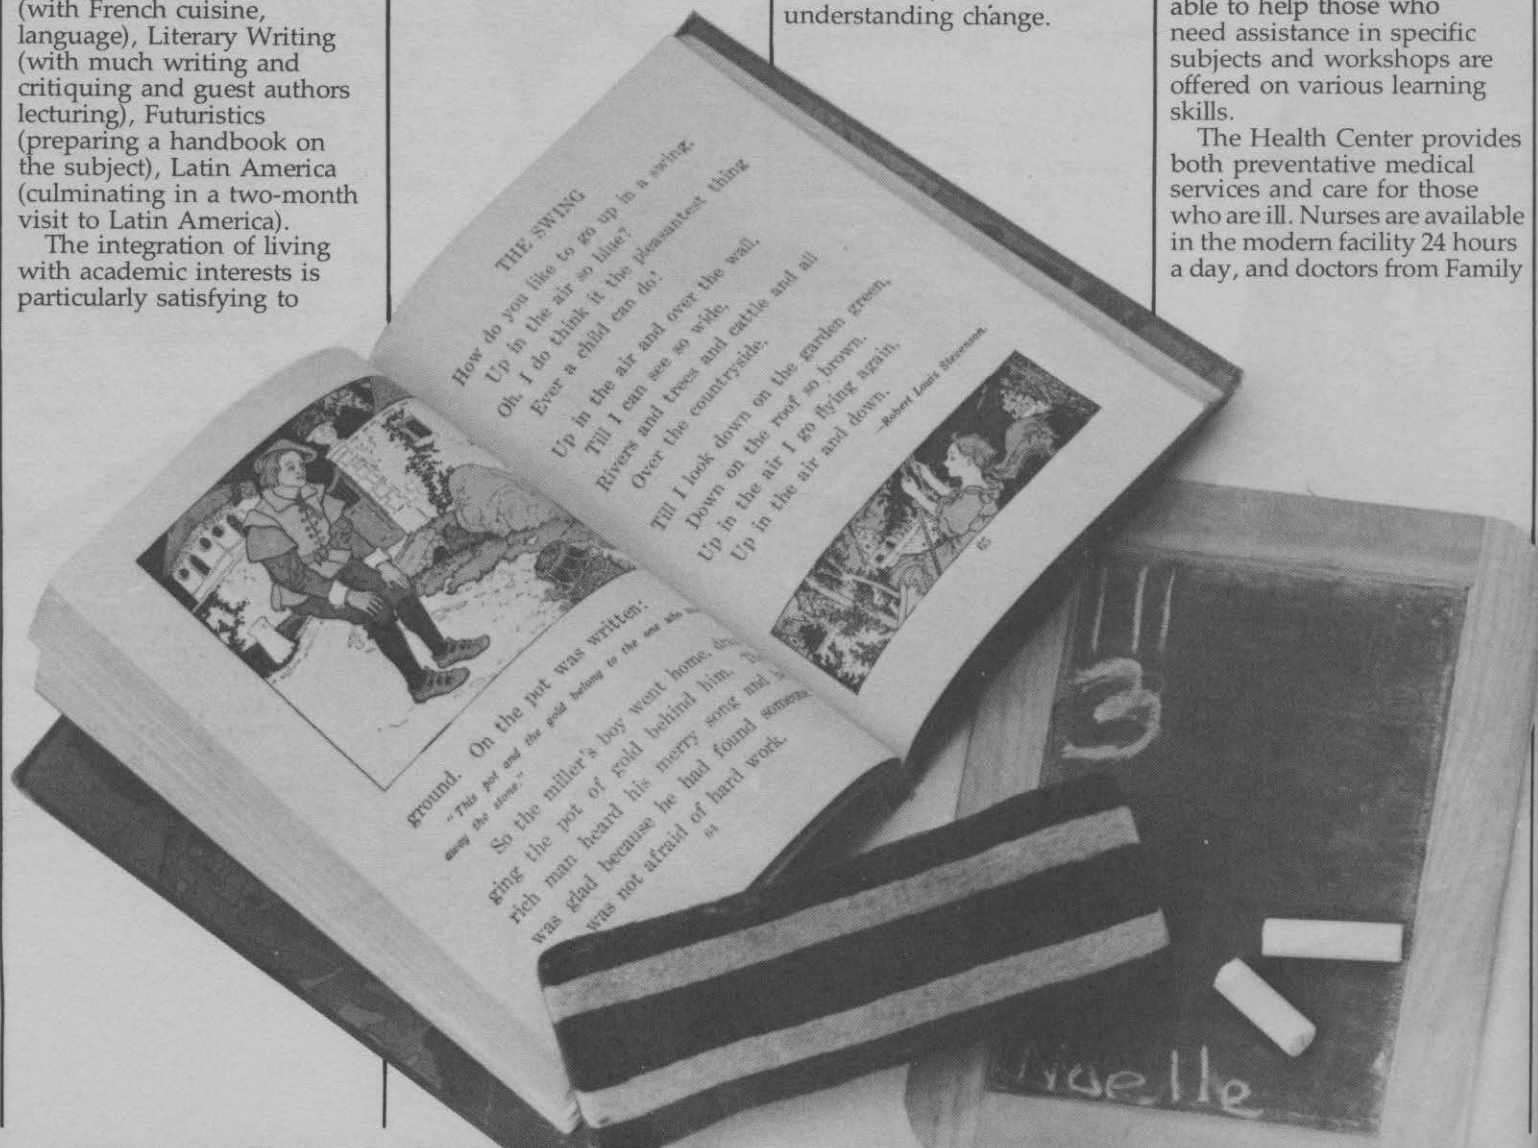 (with French cuisine,
language), Literary Writing
(with much writing and
critiquing and guest authors
lecturing), Futuristics
(preparing a handbook on
the subject), Latin America
(culminating in a two-month
visit to Latin America).
The integration of living
with academic interests is
particularly satisfying to
understanding change.
able to help those who
need assistance in specific
subjects and workshops are
offered on various learning
skills.
The Health Center provides
both preventative medical
services and care for those
who are ill. Nurses are available
in the modern facility 24 hours
a day, and doctors from Family
ground. On the pot was written:
"This pot and the gold belong to the one who
away the stone."
So the miller's boy went home,
ging the pot of gold behind him.
rich man heard his merry song and
was glad because he had found
was not afraid of hard work.
64
THE SWING
How do you like to go up in a swing,
Up in the air so blue?
Oh, I do think it the pleasantest thing
Ever a child can do!
Up in the air and over the wall,
Till I can see so wide,
Rivers and trees and cattle and all
Over the countryside,
Till I look down on the garden green,
Down on the roof so brown.
Up in the air I go flying again,
Up in the air and down.
—Robert Louis Stevenson.
65
3
Noelle